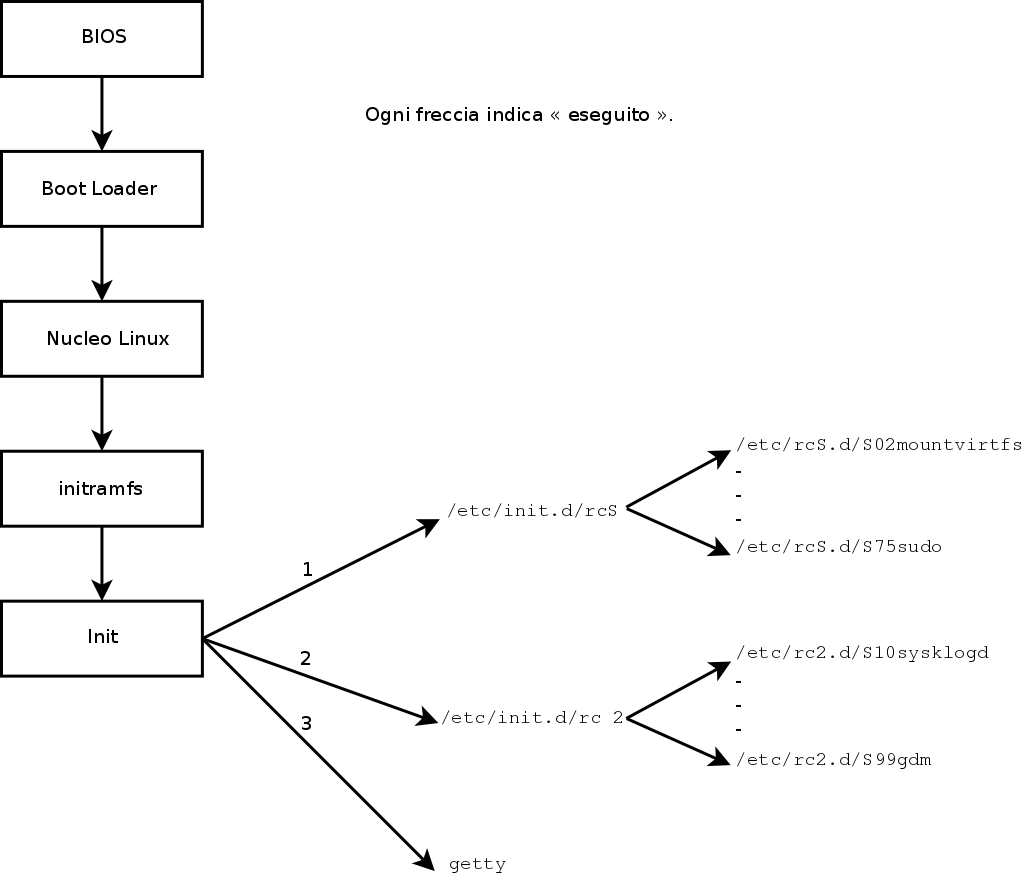 BIOS
Ogni freccia indica « eseguito ».
Boot Loader
Nucleo Linux
initramfs
Init
1
2
3
/etc/init.d/rcS
/etc/rcS.d/S02mountvirtfs
-
-
-
/etc/rcS.d/S75sudo
/etc/init.d/rc 2
/etc/rc2.d/S10sysklogd
-
-
-
/etc/rc2.d/S99gdm
getty